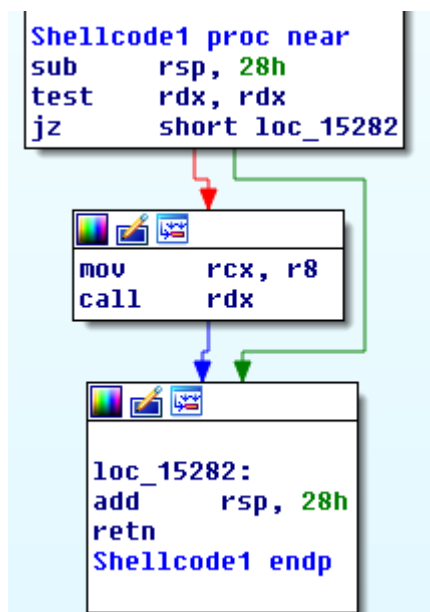 Shellcode1 proc near
sub rsp, 28h
test rdx, rdx
jz short loc_15282
mov rcx, r8
call rdx
loc_15282:
add rsp, 28h
retn
Shellcode1 endp